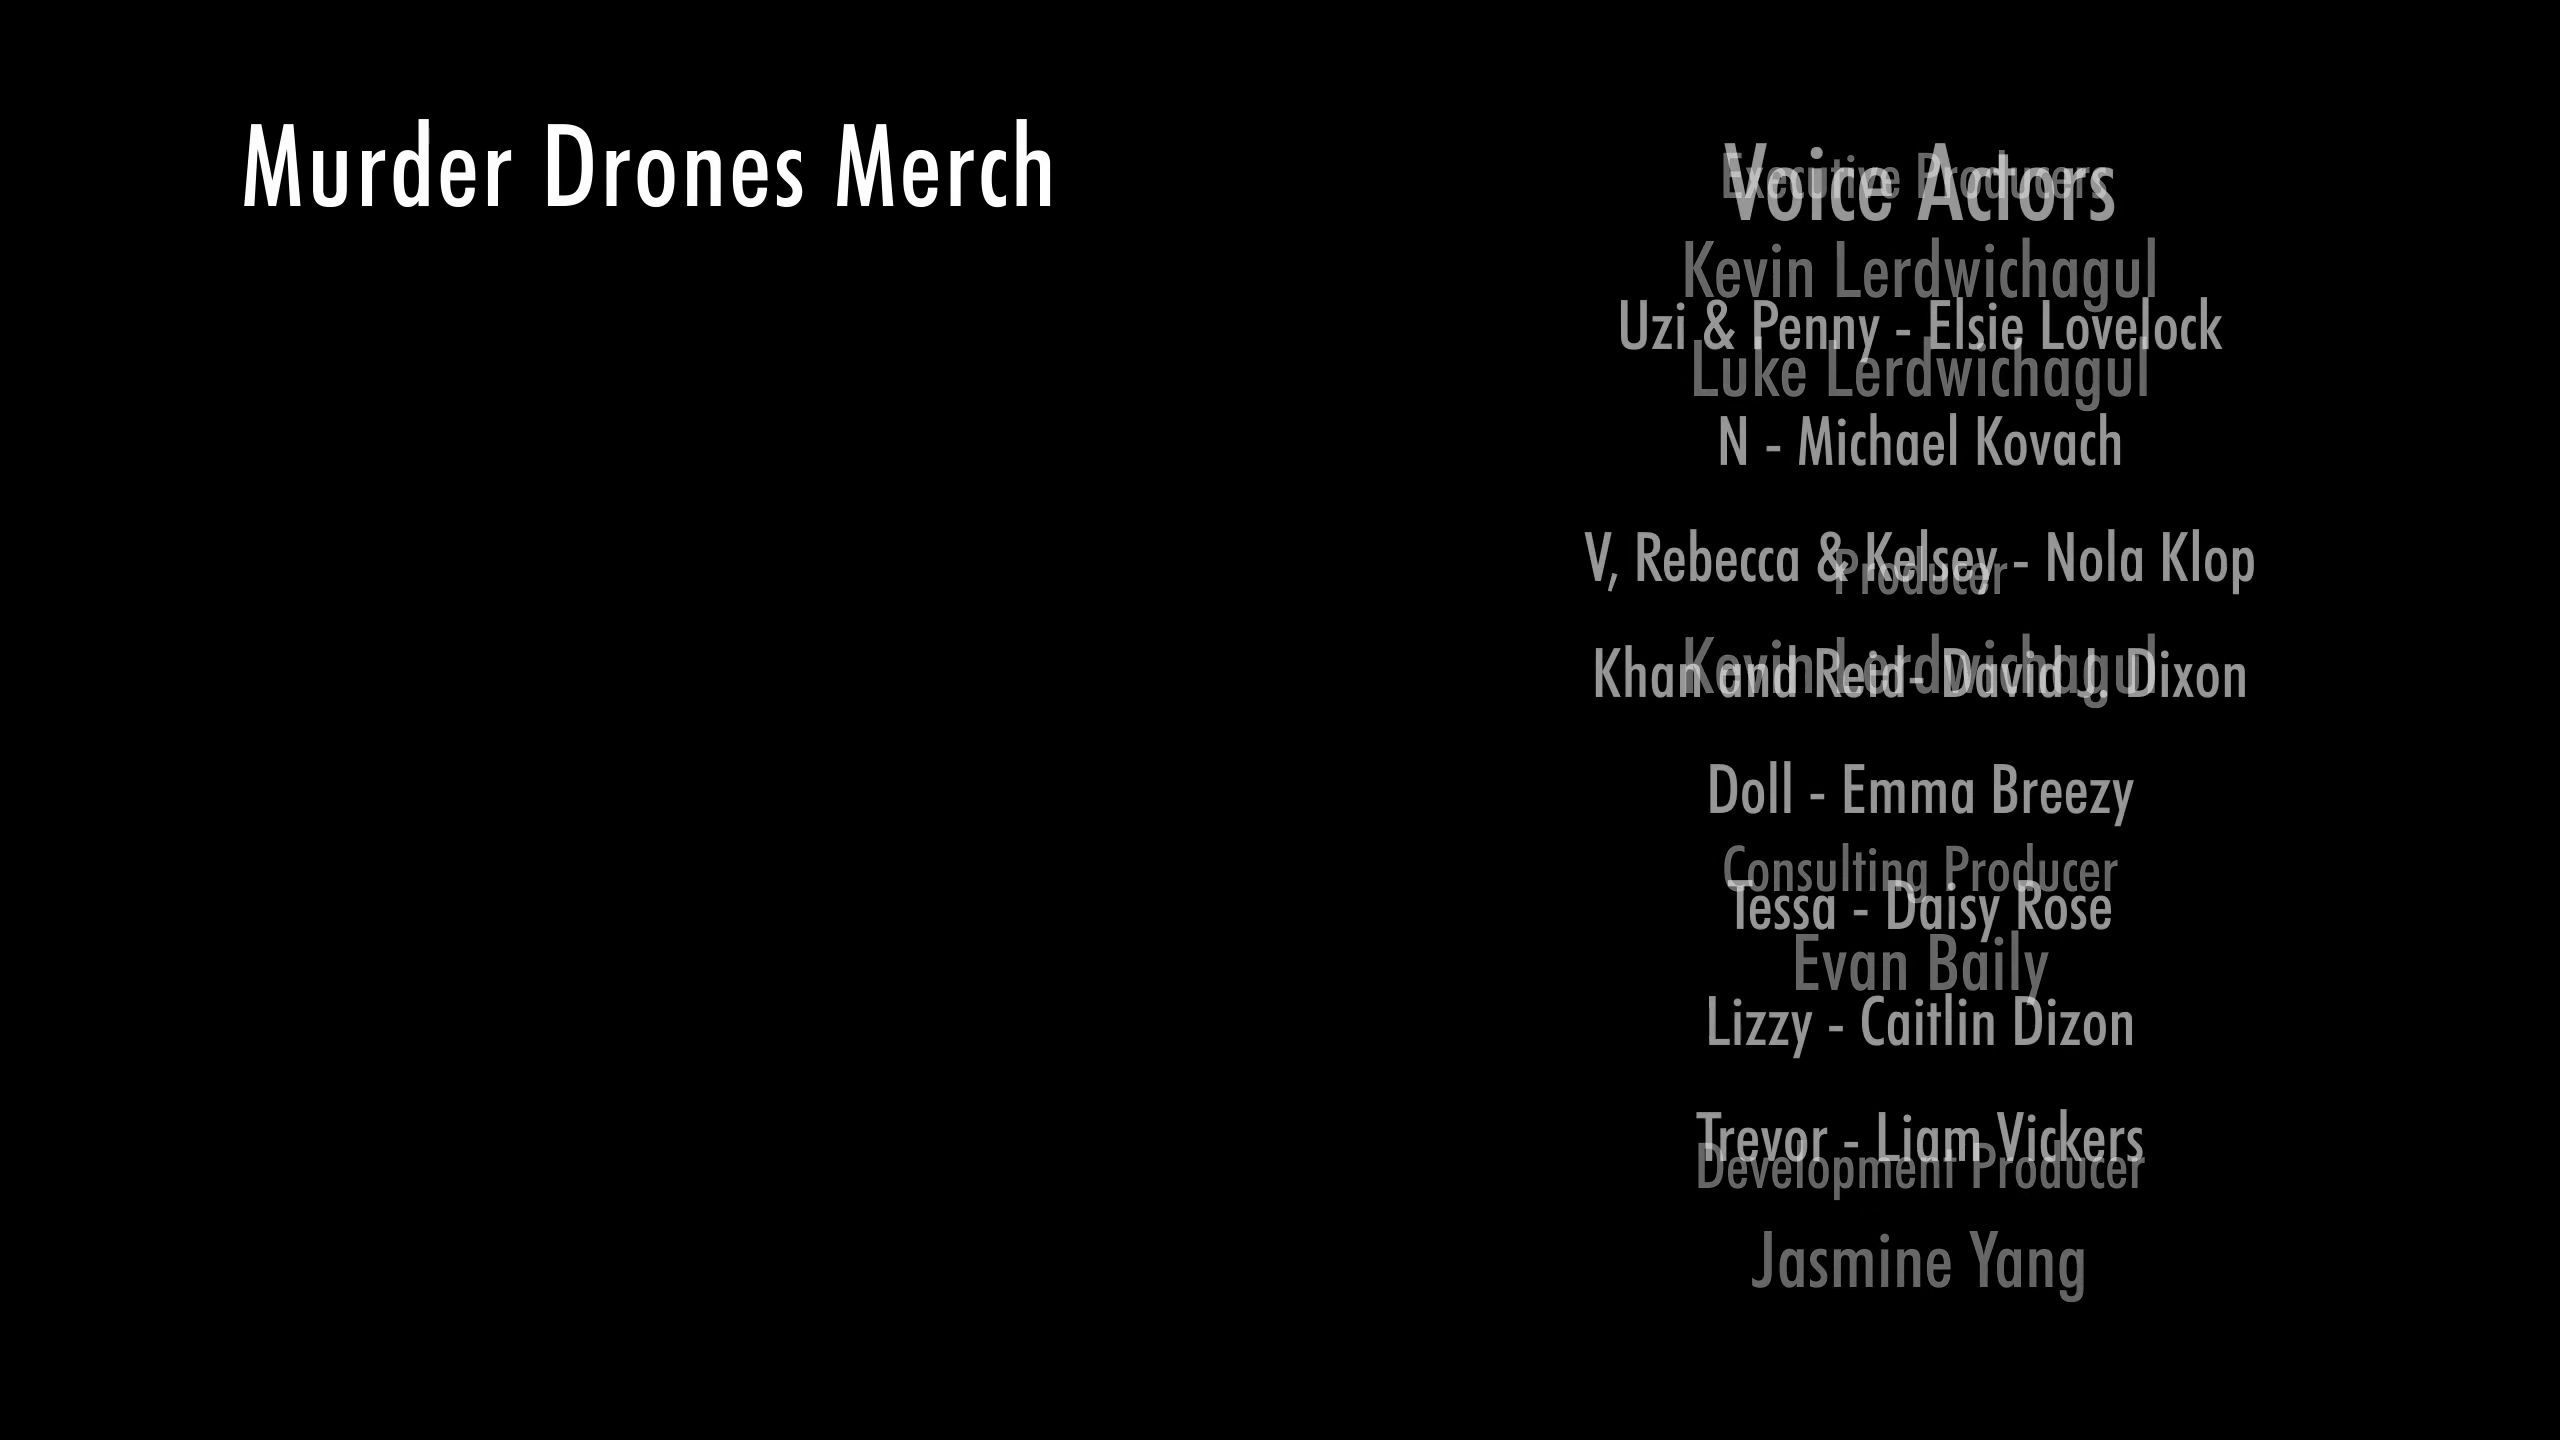 Murder Drones Merch
Voice Actors
Uzi & Penny - Elsie Lovelock
N - Michael Kovach
V, Rebecca & Kelsey - Nola Klop
Khan and Reid- David J. Dixon
Doll - Emma Breezy
Tessa - Daisy Rose
Lizzy - Caitlin Dizon
Trevor - Liam Vickers
Executive Producers
Kevin Lerdwichagul
Luke Lerdwichagul
Producer
Kevin Lerdwichagul
Consulting Producer
Evan Baily
Development Producer
Jasmine Yang